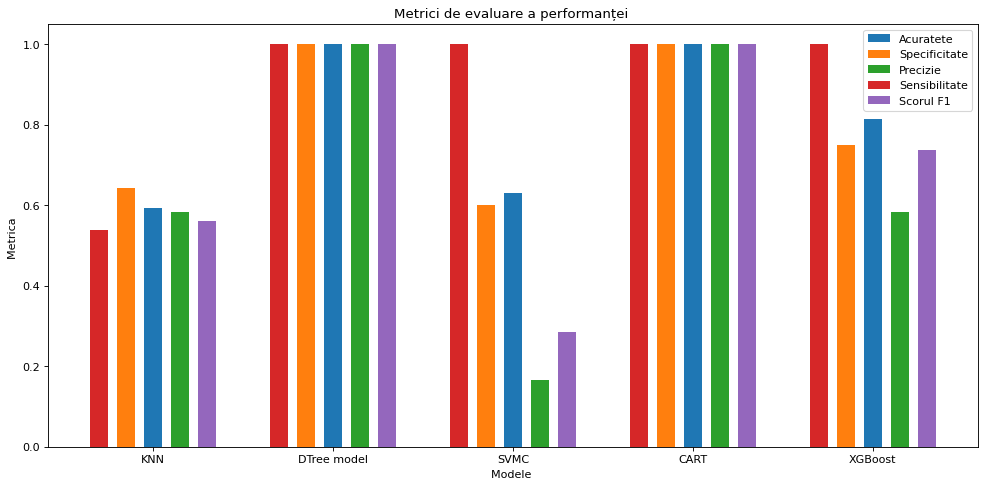 Metrici de evaluare a performanței
Acuratete
Specificitate
Precizie
Sensibilitate
Scorul F1
1.0
0.8
0.6
0.4
0.2
0.0
Metrica
KNN
DTree model
SVMC
CART
XGBoost
Modele